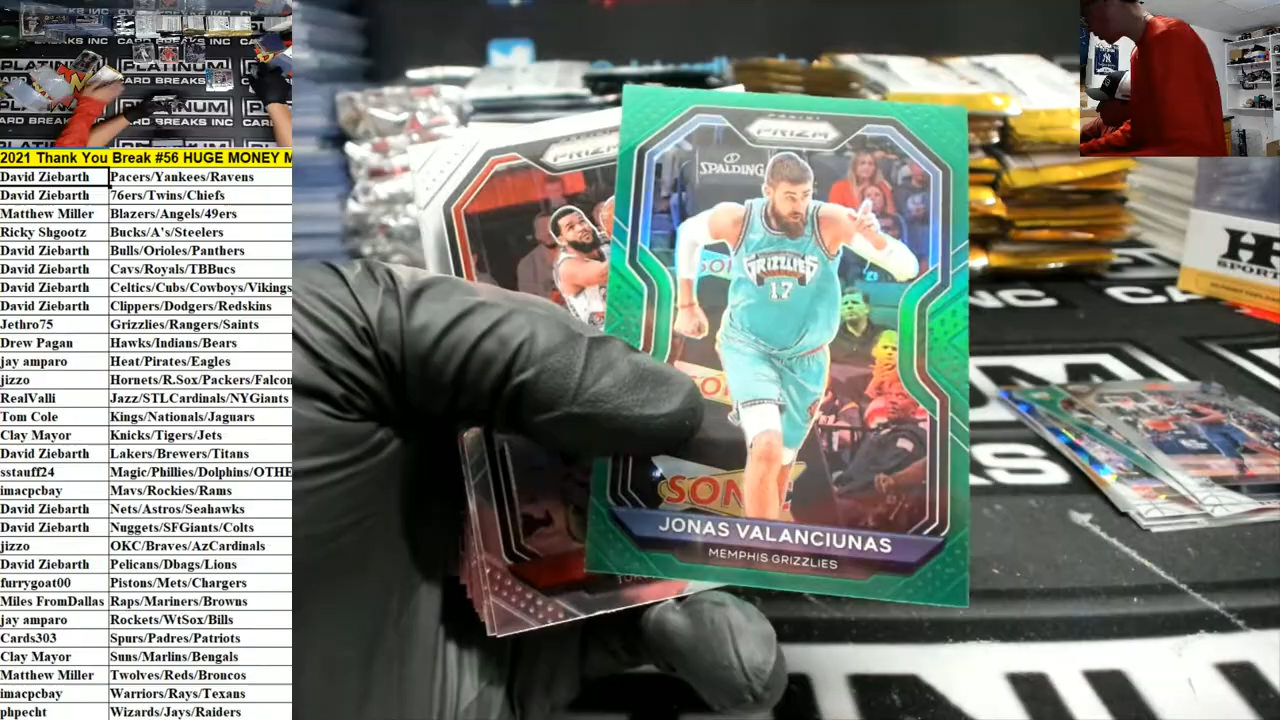 2021 Thank You Break #56 HUGE MONEY M
David Ziebarth Pacers/Yankees/Ravens
David Ziebarth 76ers/Twins/Chiefs
Matthew Miller Blazers/Angels/49ers
Ricky Shgootz Bucks/A's/Steelers
David Ziebarth Bulls/Orioles/Panthers
David Ziebarth Cavs/Royals/TBBucs
David Ziebarth Celtics/Cubs/Cowboys/Vikings
David Ziebarth Clippers/Dodgers/Redskins
Jethro75 Grizzlies/Rangers/Saints
Drew Pagan Hawks/Indians/Bears
jay amparo Heat/Pirates/Eagles
jizzo Hornets/R.Sox/Packers/Falcon
RealValli Jazz/STLCardinals/NYGiants
Tom Cole Kings/Nationals/Jaguars
Clay Mayor Knicks/Tigers/Jets
David Ziebarth Lakers/Brewers/Titans
sstauff24 Magic/Phillies/Dolphins/OTHE
imacpcbay Mavs/Rockies/Rams
David Ziebarth Nets/Astros/Seahawks
David Ziebarth Nuggets/SFGiants/Colts
jizzo OKC/Braves/AzCardinals
David Ziebarth Pelicans/Dbags/Lions
furrygoat00 Pistons/Mets/Chargers
Miles FromDallas Raps/Mariners/Browns
jay amparo Rockets/WtSox/Bills
Cards303 Spurs/Padres/Patriots
Clay Mayor Suns/Marlins/Bengals
Matthew Miller Twolves/Reds/Broncos
imacpcbay Warriors/Rays/Texans
phpecht Wizards/Jays/Raiders
PLATINUM
CARD BREAKS INC
PANINI
PRIZM
SPALDING
GRIZZLIES
17
SONIC
JONAS VALANCIUNAS
MEMPHIS GRIZZLIES
PRIZM